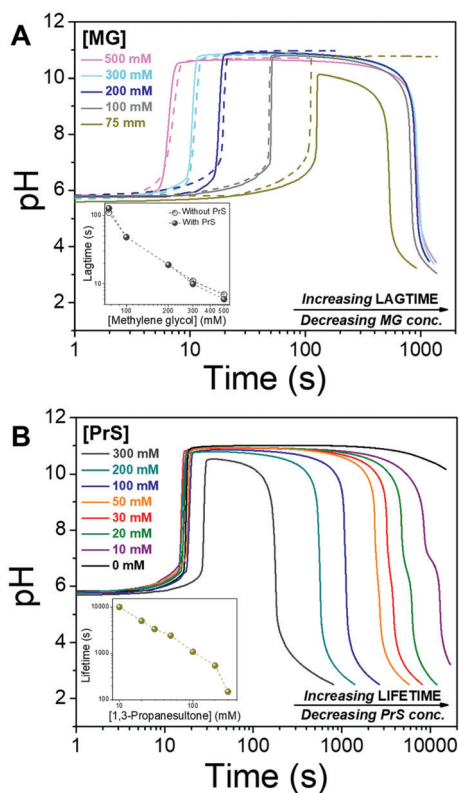 A
[MG]
500 mM
300 mM
200 mM
100 mM
75 mm
pH
12
10
8
6
4
2
Lagtime (s)
100
10
Without PrS
With PrS
100
200
300
500
[Methylene glycol] (mM)
Increasing LAGTIME
Decreasing MG conc.
1
10
100
1000
Time (s)
B
[PrS]
300 mM
200 mM
100 mM
50 mM
30 mM
20 mM
10 mM
0 mM
pH
12
10
8
6
4
2
Lifetime (s)
10000
1000
100
10
100
[1,3-Propanesultone] (mM)
Increasing LIFETIME
Decreasing PrS conc.
1
10
100
1000
10000
Time (s)